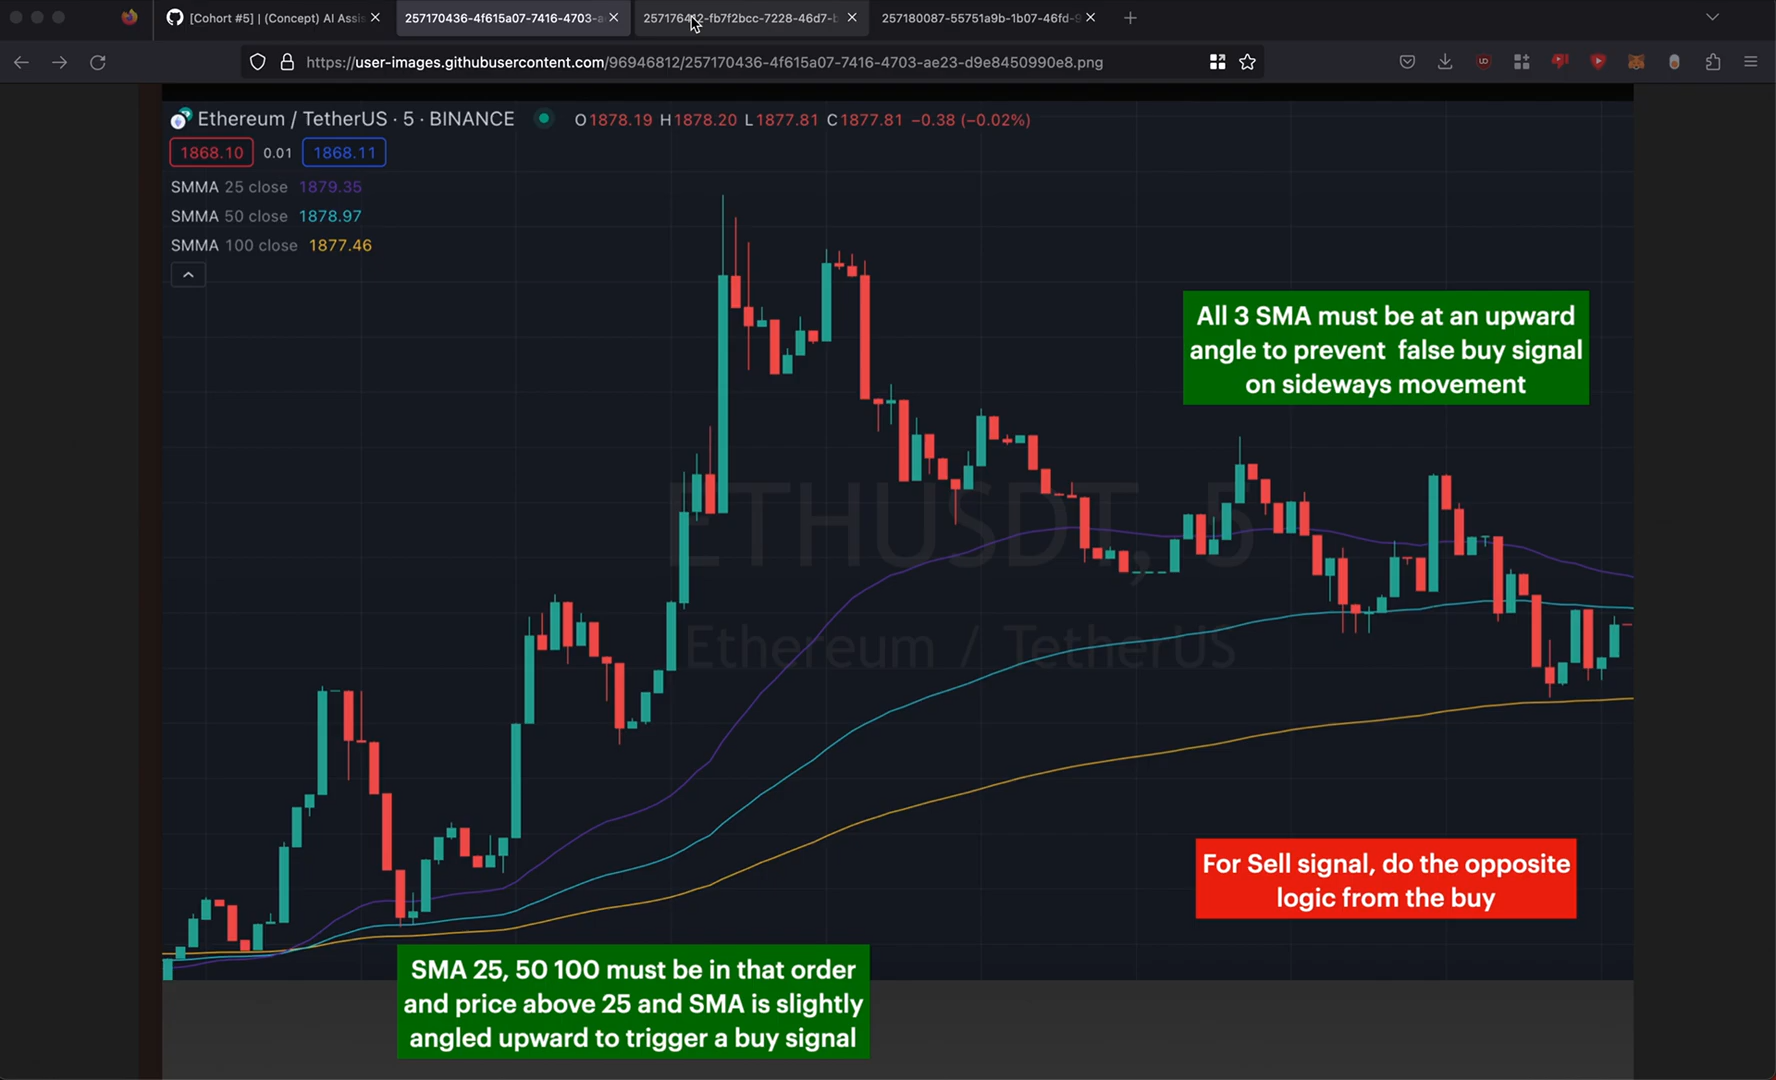 [Cohort #5] | (Concept) AI Assis
257170436-4f615a07-7416-4703-a
257176412-fb7f2bcc-7228-46d7-b
257180087-55751a9b-1b07-46fd-9
https://user-images.githubusercontent.com/96946812/257170436-4f615a07-7416-4703-ae23-d9e8450990e8.png
Ethereum / TetherUS · 5 · BINANCE O1878.19 H1878.20 L1877.81 C1877.81 −0.38 (−0.02%)
1868.10 0.01 1868.11
SMMA 25 close 1879.35
SMMA 50 close 1878.97
SMMA 100 close 1877.46
All 3 SMA must be at an upward
angle to prevent false buy signal
on sideways movement
ETHUSDT, 5
Ethereum / TetherUS
For Sell signal, do the opposite
logic from the buy
SMA 25, 50 100 must be in that order
and price above 25 and SMA is slightly
angled upward to trigger a buy signal